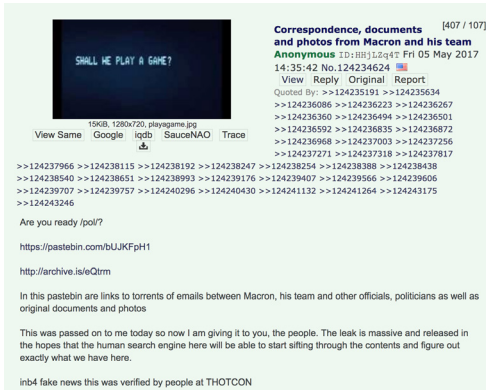 SHALL WE PLAY A GAME?
15KiB, 1280x720, playagame.jpg
View Same Google iqdb SauceNAO Trace
Correspondence, documents [407 / 107]
and photos from Macron and his team
Anonymous ID:HHjLZq4T Fri 05 May 2017
14:35:42 No.124234624
View Reply Original Report
Quoted By: >>124235191 >>124235634
>>124236086 >>124236223 >>124236267
>>124236360 >>124236494 >>124236501
>>124236592 >>124236835 >>124236872
>>124236968 >>124237003 >>124237256
>>124237271 >>124237318 >>124237817
>>124237966 >>124238115 >>124238192 >>124238247 >>124238254 >>124238388 >>124238438
>>124238540 >>124238651 >>124238993 >>124239176 >>124239407 >>124239566 >>124239606
>>124239707 >>124239757 >>124240296 >>124240430 >>124241132 >>124241264 >>124243175
>>124243246
Are you ready /pol/?
https://pastebin.com/bUJKFpH1
http://archive.is/eQtrm
In this pastebin are links to torrents of emails between Macron, his team and other officials, politicians as well as
original documents and photos
This was passed on to me today so now I am giving it to you, the people. The leak is massive and released in
the hopes that the human search engine here will be able to start sifting through the contents and figure out
exactly what we have here.
inb4 fake news this was verified by people at THOTCON